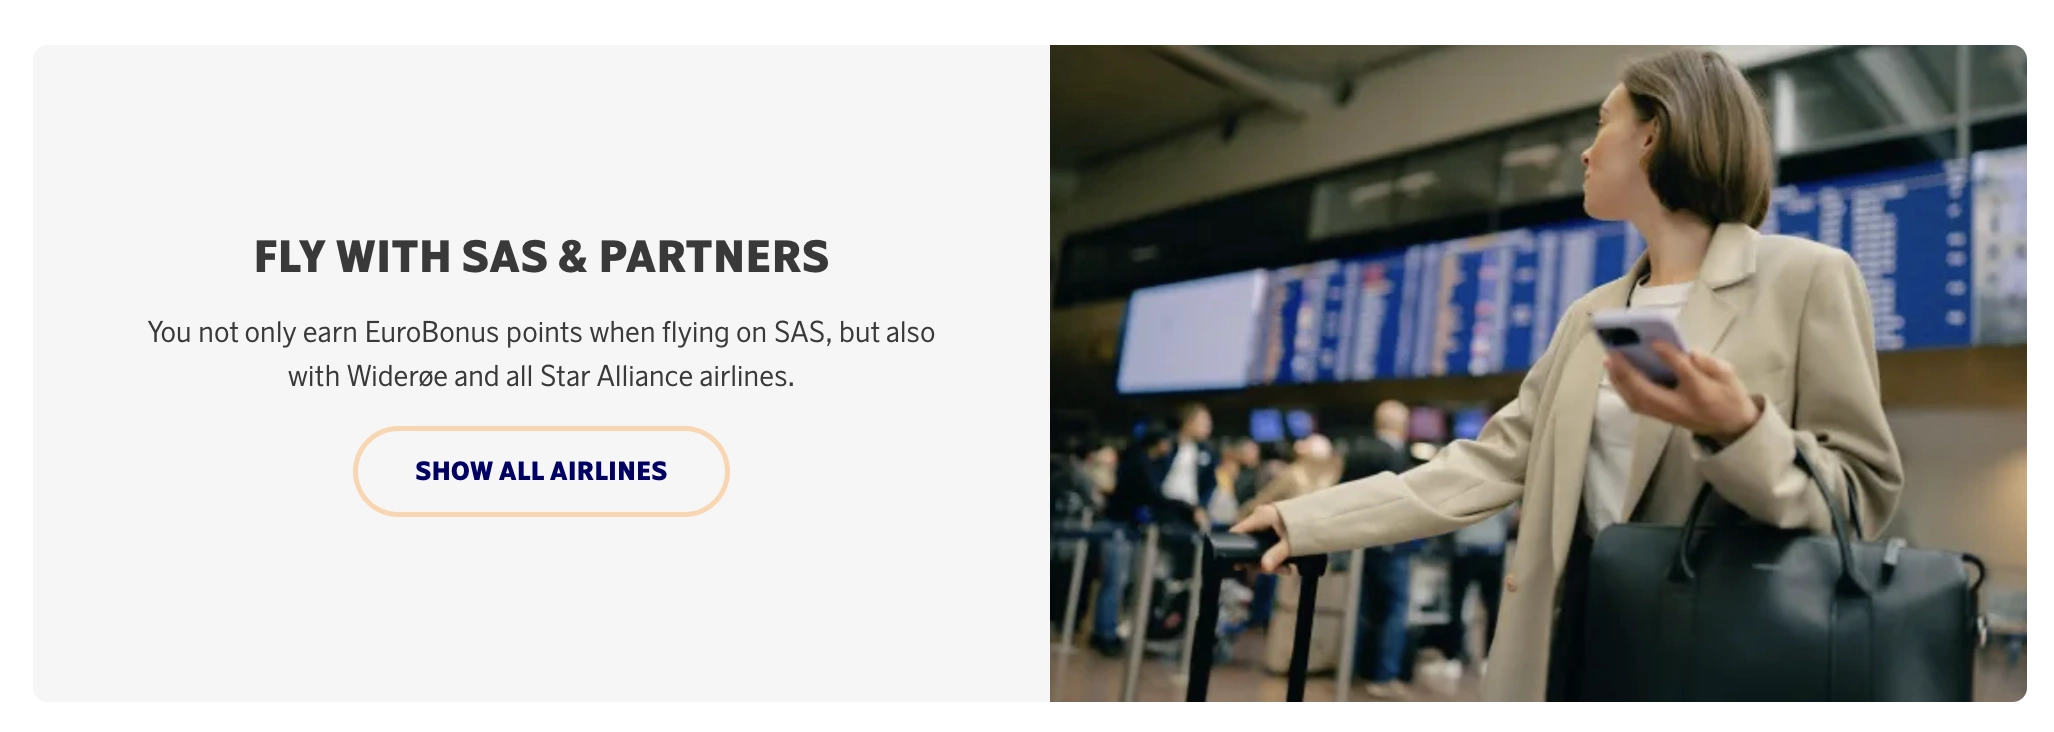 FLY WITH SAS & PARTNERS
You not only earn EuroBonus points when flying on SAS, but also
with Widerøe and all Star Alliance airlines.
SHOW ALL AIRLINES